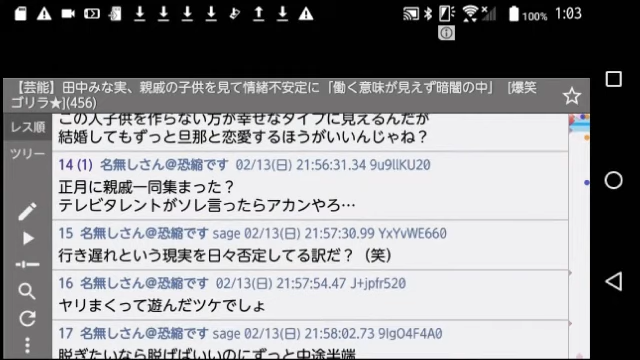 100% 1:03
【芸能】田中みな実、親戚の子供を見て情緒不安定に「働く意味が見えず暗闇の中」 [爆笑
ゴリラ★](456)
レス順
ツリー
この人子供を作らない方が幸せなタイプに見えるんだが
結婚してもずっと旦那と恋愛するほうがいいんじゃね？
14 (1) 名無しさん＠恐縮です 02/13(日) 21:56:31.34 9u9llKU20
正月に親戚一同集まった？
テレビタレントがソレ言ったらアカンやろ…
15 名無しさん＠恐縮です sage 02/13(日) 21:57:30.99 YxYvWE660
行き遅れという現実を日々否定してる訳だ？（笑）
16 名無しさん＠恐縮です 02/13(日) 21:57:54.47 J+jpfr520
ヤリまくって遊んだツケでしょ
17 名無しさん＠恐縮です sage 02/13(日) 21:58:02.73 9IgO4F4A0
脱ぎたいなら脱げばいいのにずっと中途半端